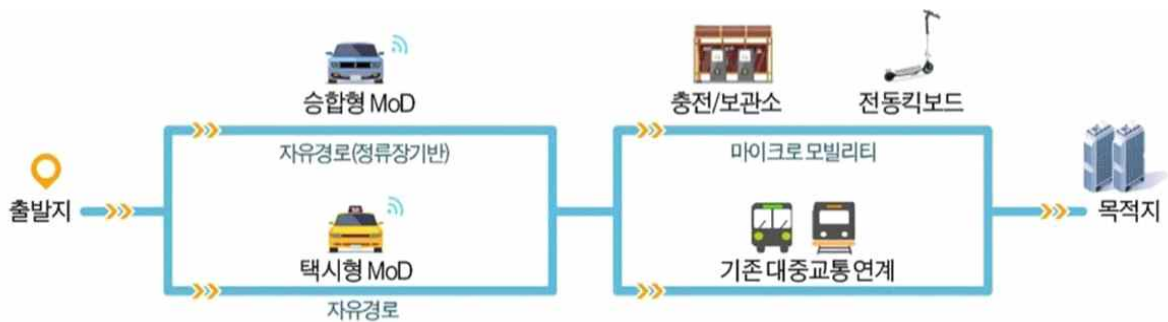 승합형 MoD
충전/보관소
전동킥보드
자유경로(정류장기반)
마이크로 모빌리티
출발지
목적지
택시형 MoD
기존 대중교통 연계
자유경로